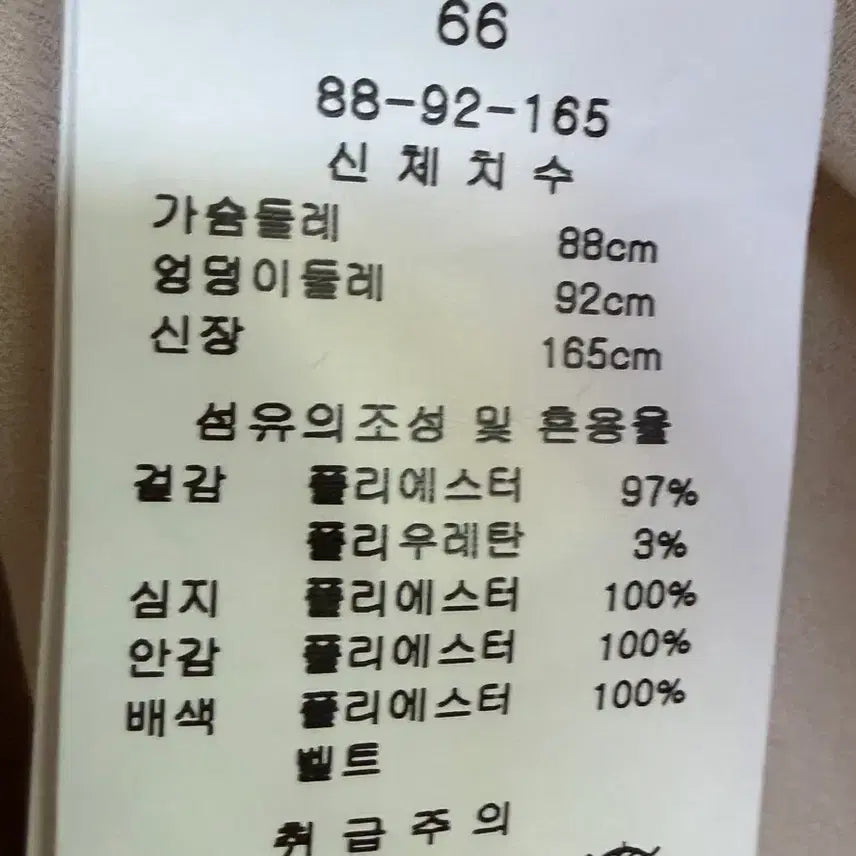 66
88-92-165
신체치수
가슴둘레 88cm
엉덩이둘레 92cm
신장 165cm
섬유의조성 및 혼용율
겉감 폴리에스터 97%
폴리우레탄 3%
심지 폴리에스터 100%
안감 폴리에스터 100%
배색 폴리에스터 100%
벨트
취급주의